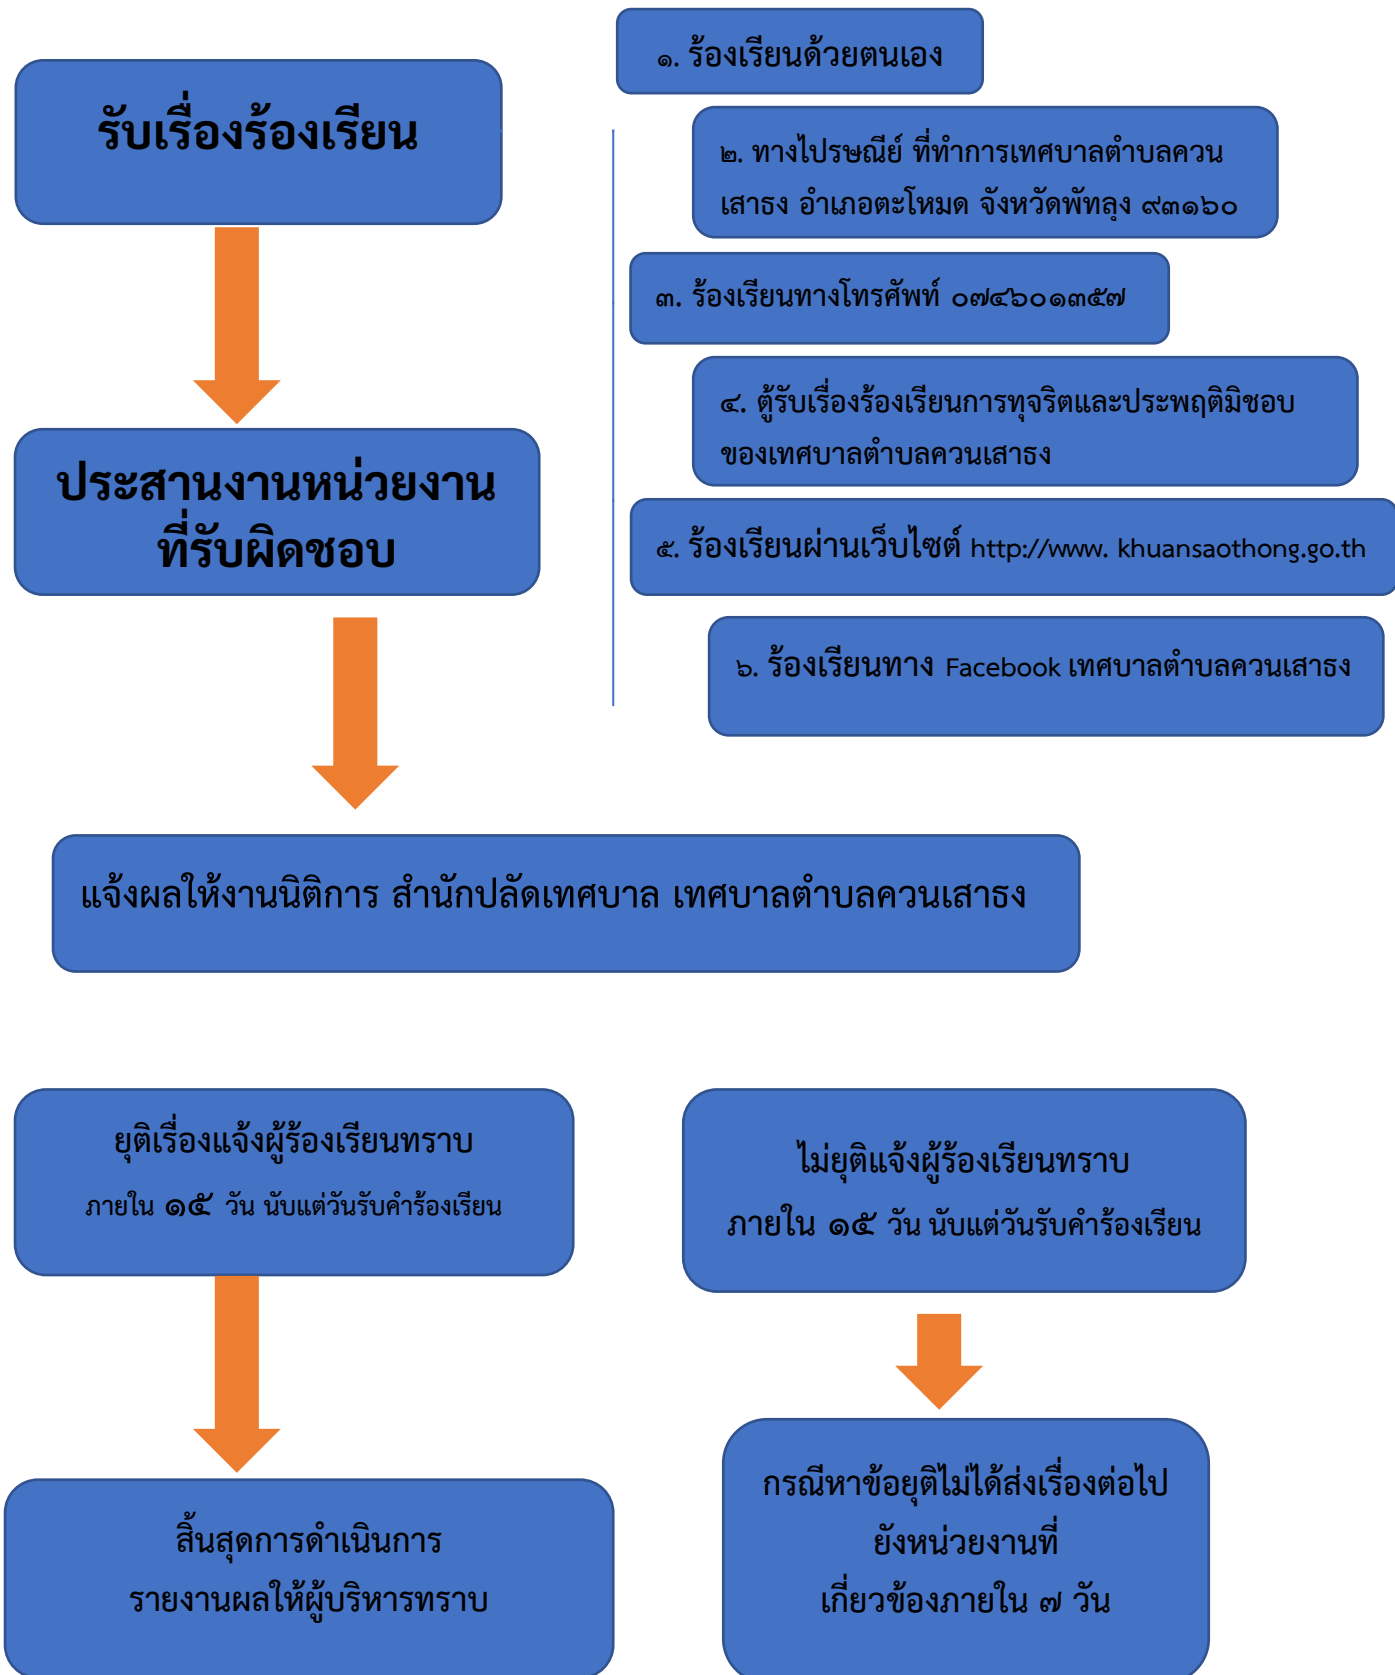 รับเรื่องร้องเรียน
๑. ร้องเรียนด้วยตนเอง
๒. ทางไปรษณีย์ ที่ทำการเทศบาลตำบลควน
เสาธง อำเภอตะโหมด จังหวัดพัทลุง ๙๓๑๖๐
๓. ร้องเรียนทางโทรศัพท์ ๐๗๔๖๐๑๓๕๗
๔. ตู้รับเรื่องร้องเรียนการทุจริตและประพฤติมิชอบ
ของเทศบาลตำบลควนเสาธง
๕. ร้องเรียนผ่านเว็บไซต์ http://www. khuansaothong.go.th
๖. ร้องเรียนทาง Facebook เทศบาลตำบลควนเสาธง
ประสานงานหน่วยงาน
ที่รับผิดชอบ
แจ้งผลให้งานนิติการ สำนักปลัดเทศบาล เทศบาลตำบลควนเสาธง
ยุติเรื่องแจ้งผู้ร้องเรียนทราบ
ภายใน ๑๕ วัน นับแต่วันรับคำร้องเรียน
ไม่ยุติแจ้งผู้ร้องเรียนทราบ
ภายใน ๑๕ วัน นับแต่วันรับคำร้องเรียน
สิ้นสุดการดำเนินการ
รายงานผลให้ผู้บริหารทราบ
กรณีหาข้อยุติไม่ได้ส่งเรื่องต่อไป
ยังหน่วยงานที่
เกี่ยวข้องภายใน ๗ วัน